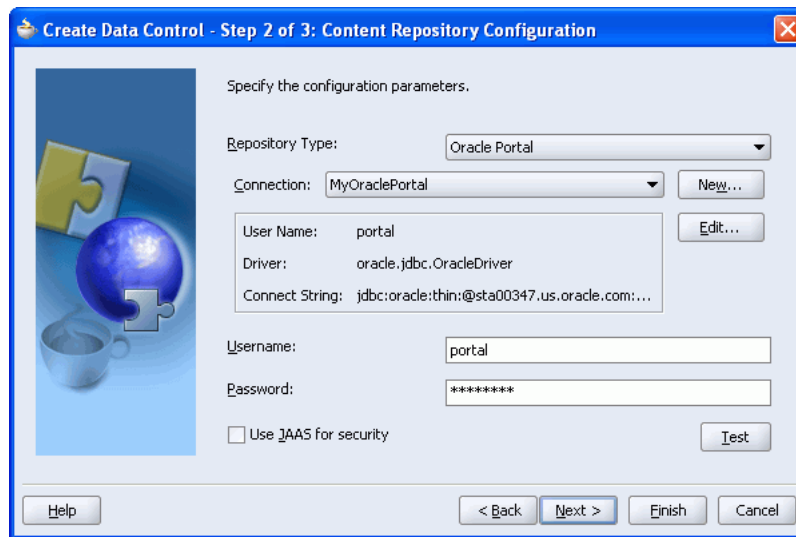 Create Data Control - Step 2 of 3: Content Repository Configuration
Specify the configuration parameters.
Repository Type: Oracle Portal
Connection: MyOraclePortal New...
User Name: portal Edit...
Driver: oracle.jdbc.OracleDriver
Connect String: jdbc:oracle:thin:@sta00347.us.oracle.com:...
Username: portal
Password: ********
Use JAAS for security Test
Help < Back Next > Finish Cancel